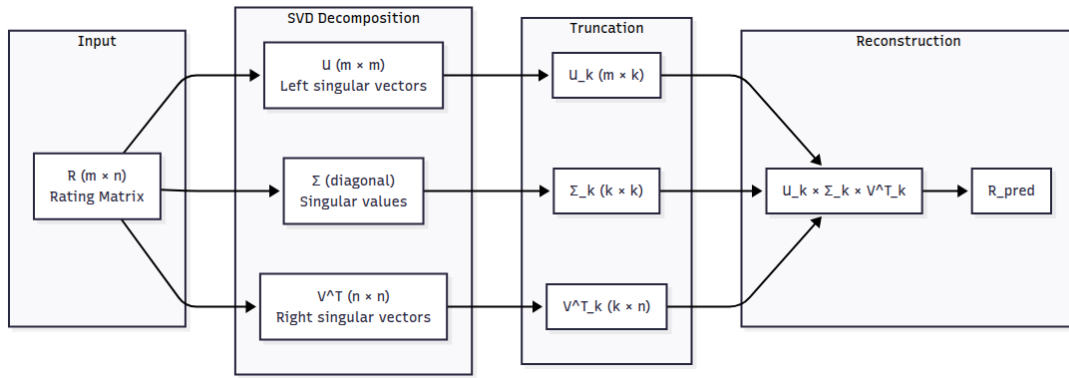 Input
R (m × n)
Rating Matrix
SVD Decomposition
U (m × m)
Left singular vectors
Σ (diagonal)
Singular values
V^T (n × n)
Right singular vectors
Truncation
U_k (m × k)
Σ_k (k × k)
V^T_k (k × n)
Reconstruction
U_k × Σ_k × V^T_k
R_pred